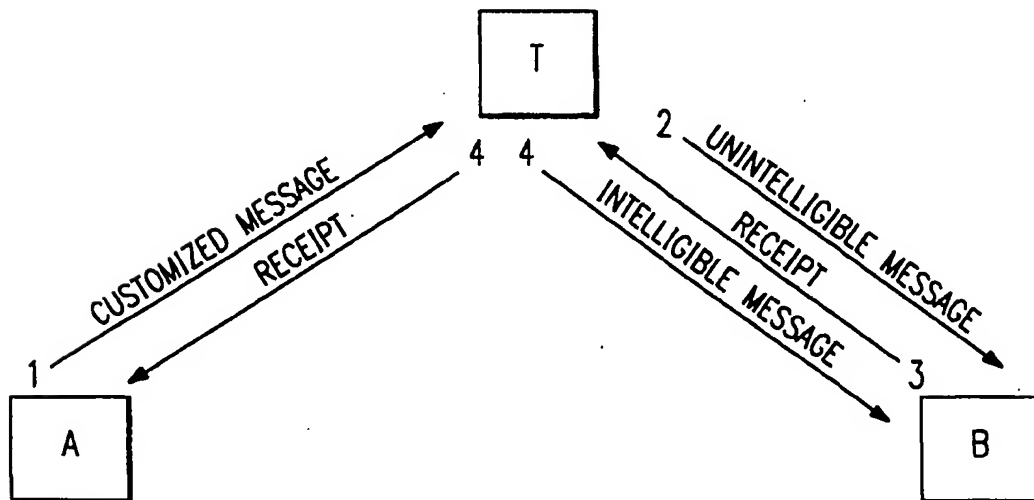 T
1 CUSTOMIZED MESSAGE
4 RECEIPT
2 UNINTELLIGIBLE MESSAGE
3 RECEIPT
4 INTELLIGIBLE MESSAGE
A
B